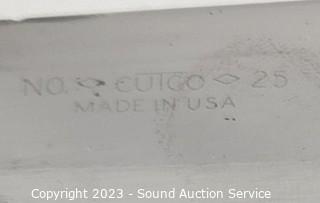 NO. ◇ CUTCO ◇ 25
MADE IN USA
Copyright 2023 - Sound Auction Service